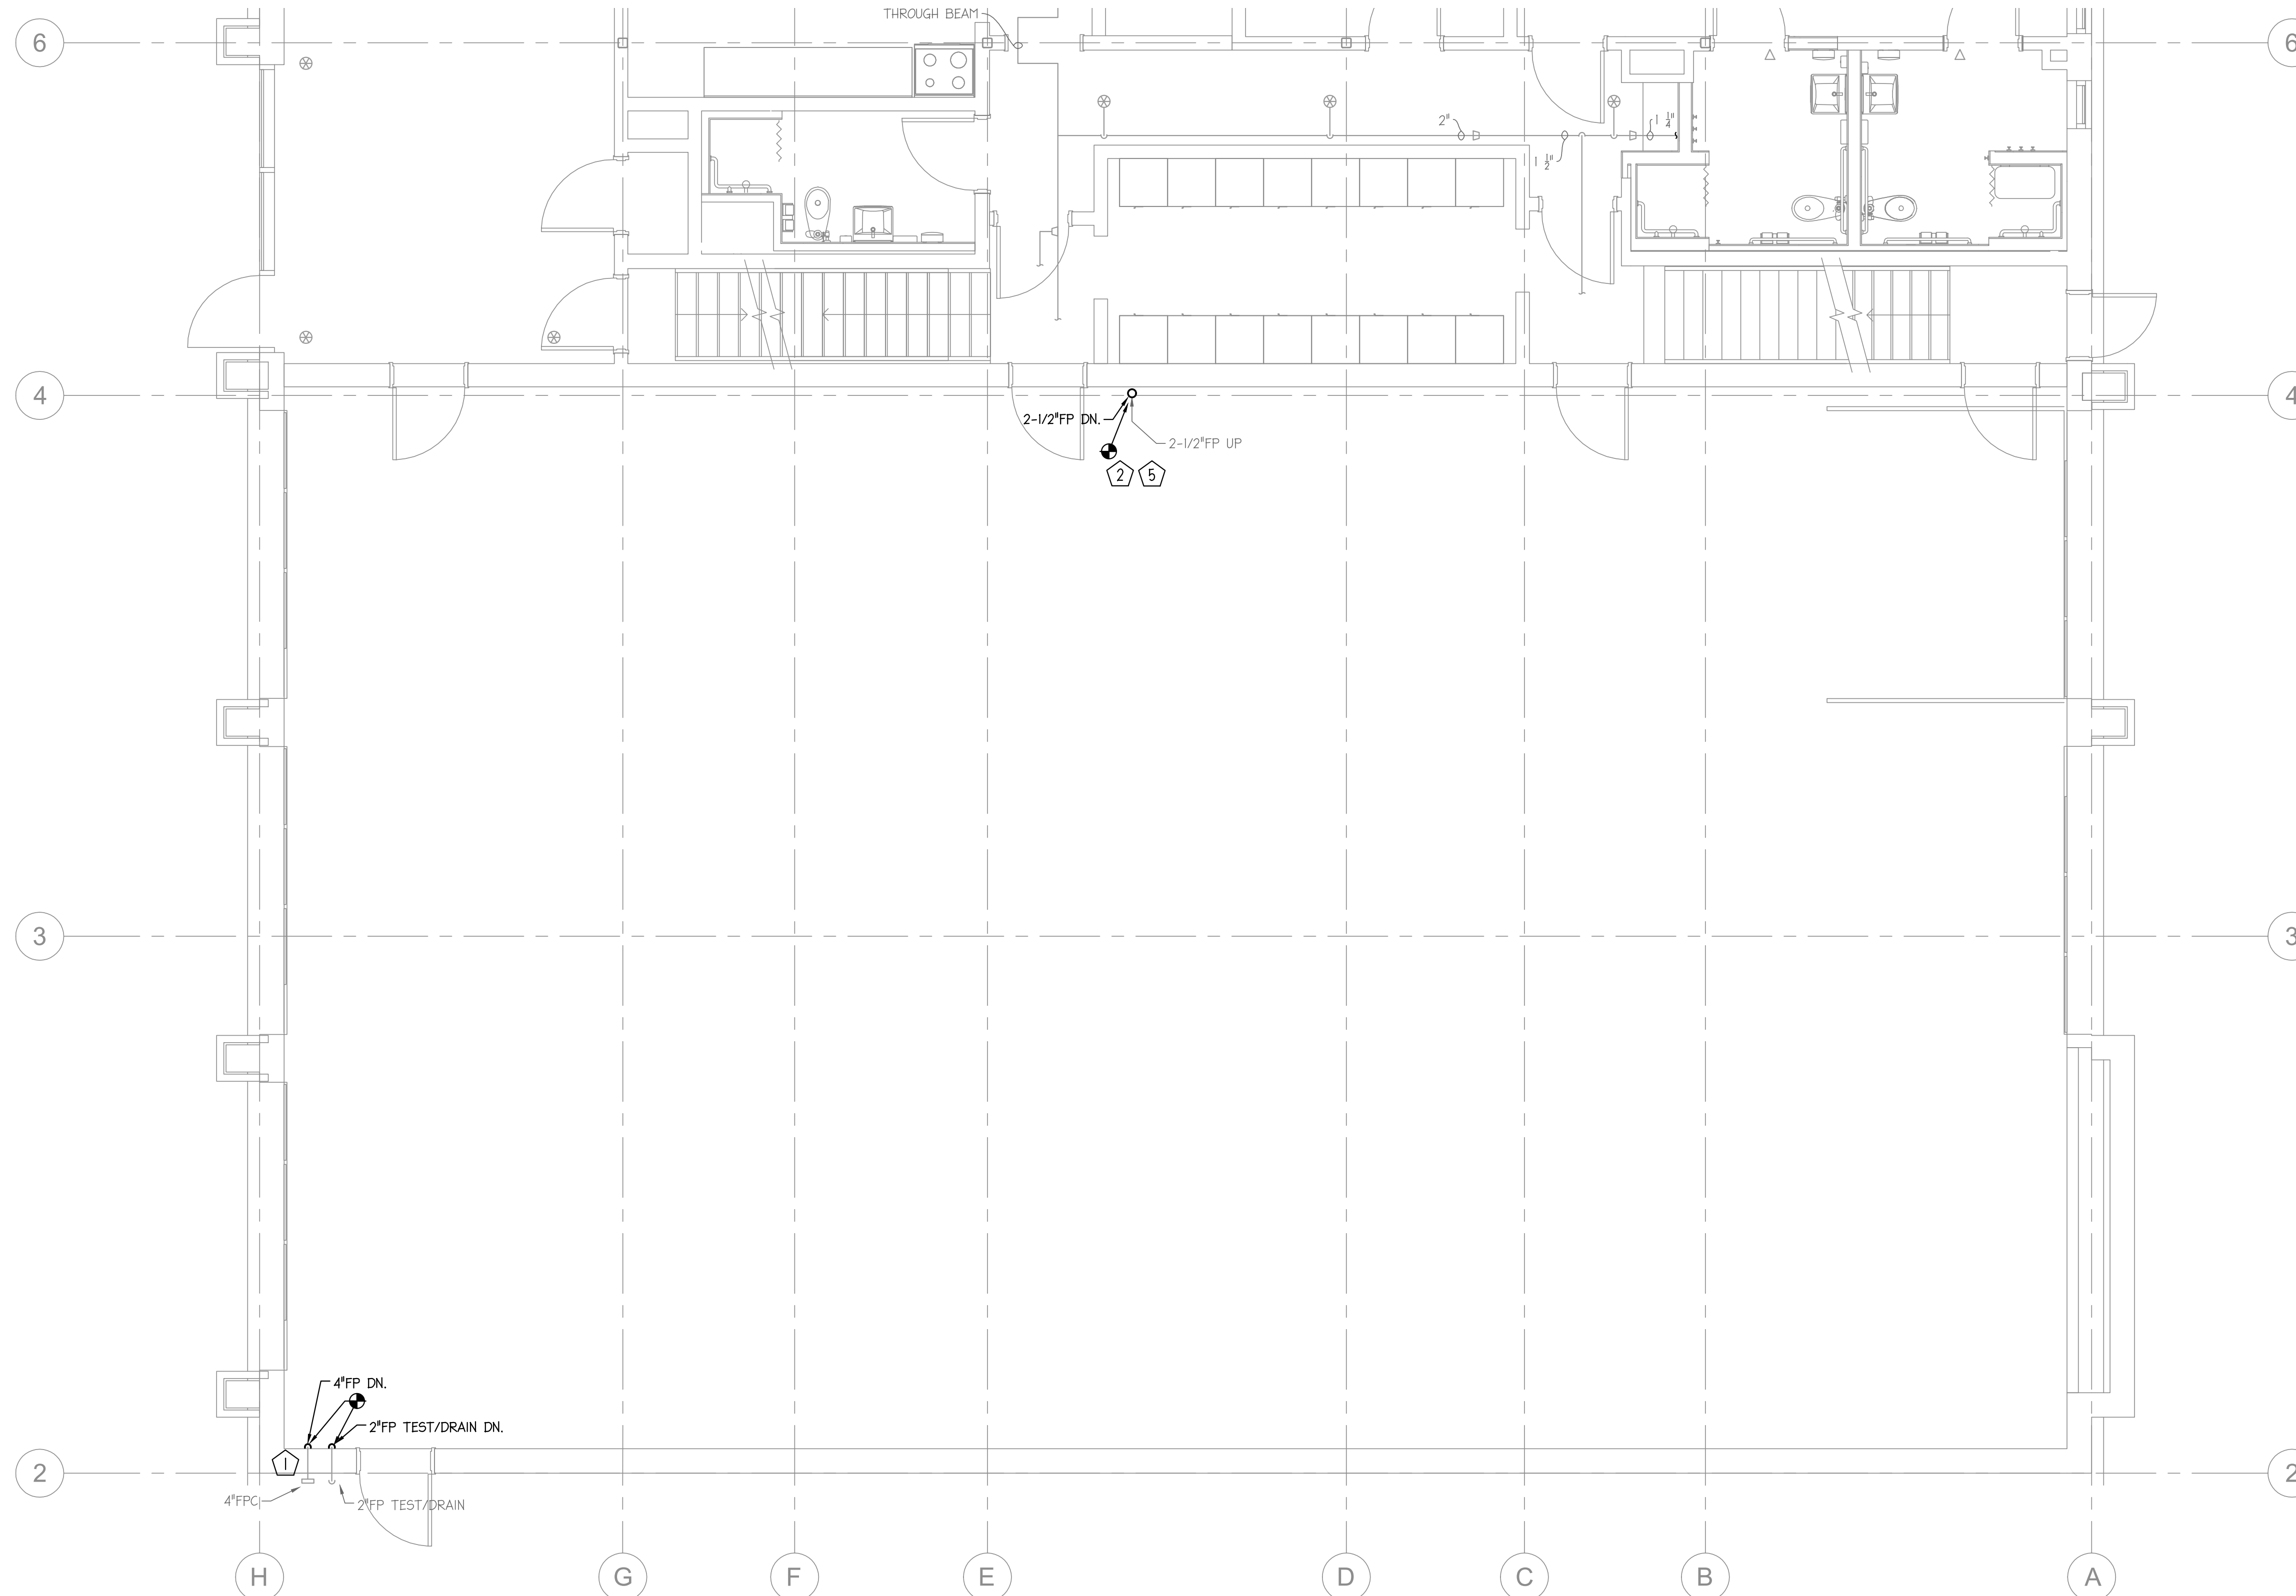 THROUGH BEAM
6
6
2"
1 1/4"
1 1/2"
4
4
2-1/2"FP DN.
2-1/2"FP UP
2
5
3
3
4"FP DN.
2"FP TEST/DRAIN DN.
1
2
2
4"FPC
2"FP TEST/DRAIN
H
G
F
E
D
C
B
A